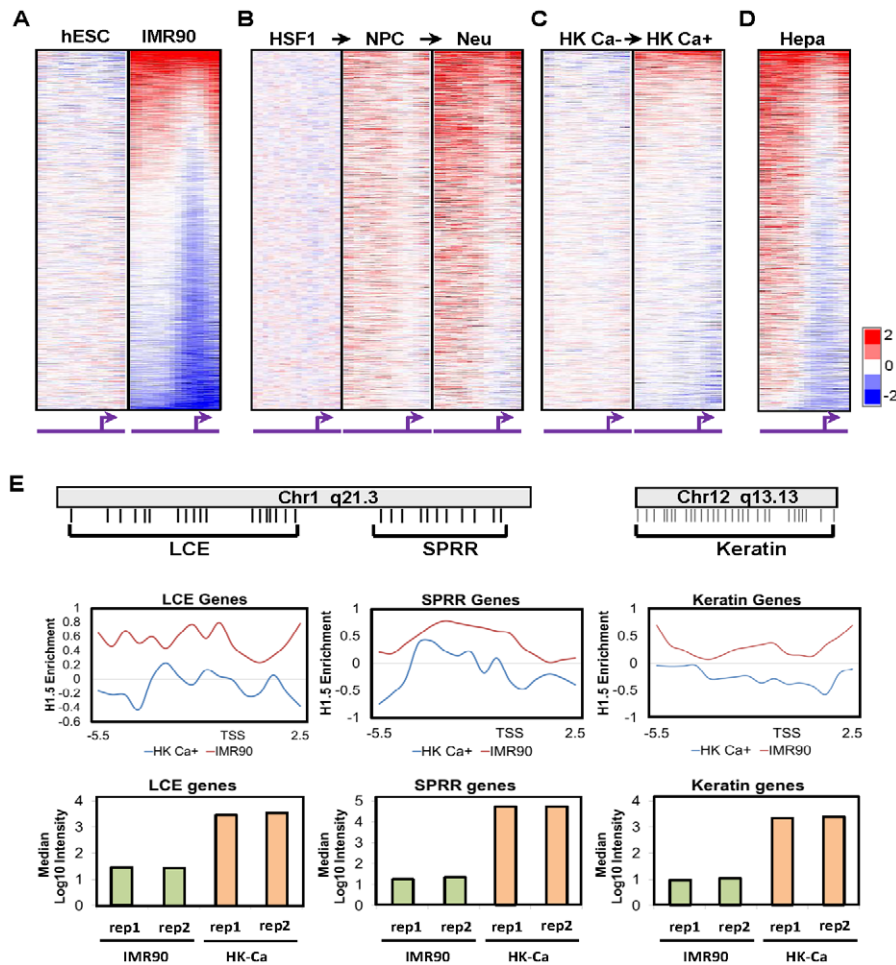 A
hESC IMR90
B
HSF1 → NPC → Neu
C
HK Ca- → HK Ca+
D
Hepa
2
0
-2
E
Chr1 q21.3
LCE
SPRR
Chr12 q13.13
Keratin
LCE Genes
H1.5 Enrichment
1
0.8
0.6
0.4
0.2
0
-0.2
-0.4
-0.6
-5.5 TSS 2.5
HK Ca+ IMR90
SPRR Genes
1
0.5
0
-0.5
-1
-5.5 TSS 2.5
HK Ca+ IMR90
Keratin Genes
H1.5 Enrichment
1
0.5
0
-0.5
-1
-5.5 TSS 2.5
HK Ca+ IMR90
LCE genes
Median
Log10 Intensity
4
3
2
1
0
rep1 rep2 rep1 rep2
IMR90 HK-Ca
SPRR genes
Median
Log10 Intensity
5
4
3
2
1
0
rep1 rep2 rep1 rep2
IMR90 HK-Ca
Keratin genes
Median
Log10 Intensity
4
3
2
1
0
rep1 rep2 rep1 rep2
IMR90 HK-Ca